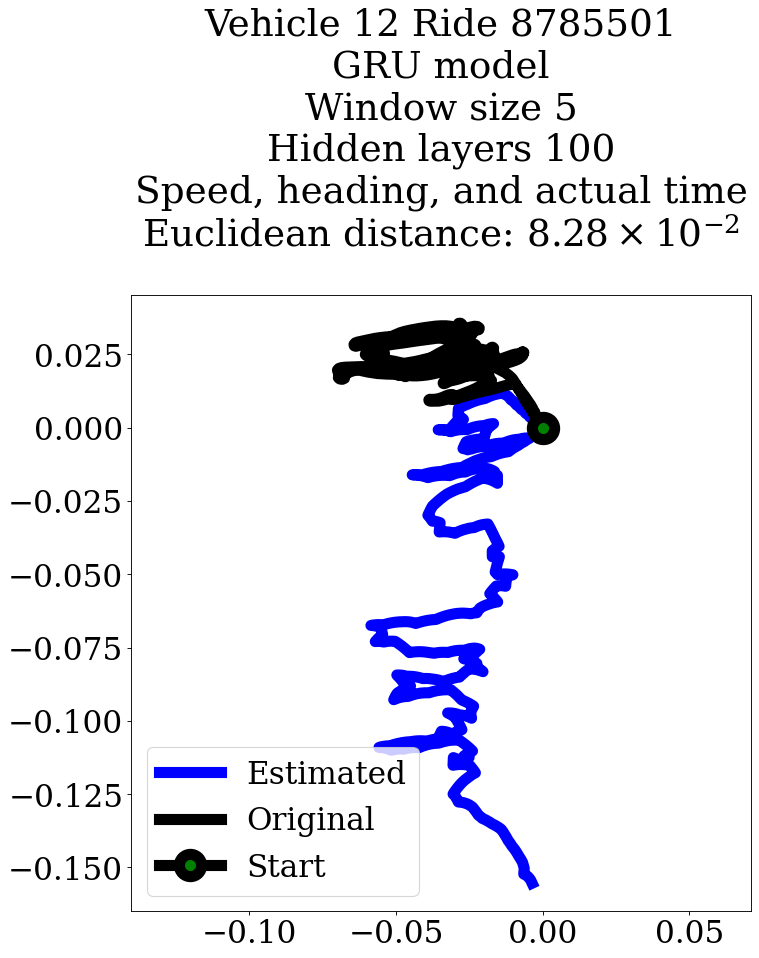 Vehicle 12 Ride 8785501
GRU model
Window size 5
Hidden layers 100
Speed, heading, and actual time
Euclidean distance: 8.28 × 10⁻²
0.025
0.000
−0.025
−0.050
−0.075
−0.100
−0.125
−0.150
Estimated
Original
Start
−0.10
−0.05
0.00
0.05